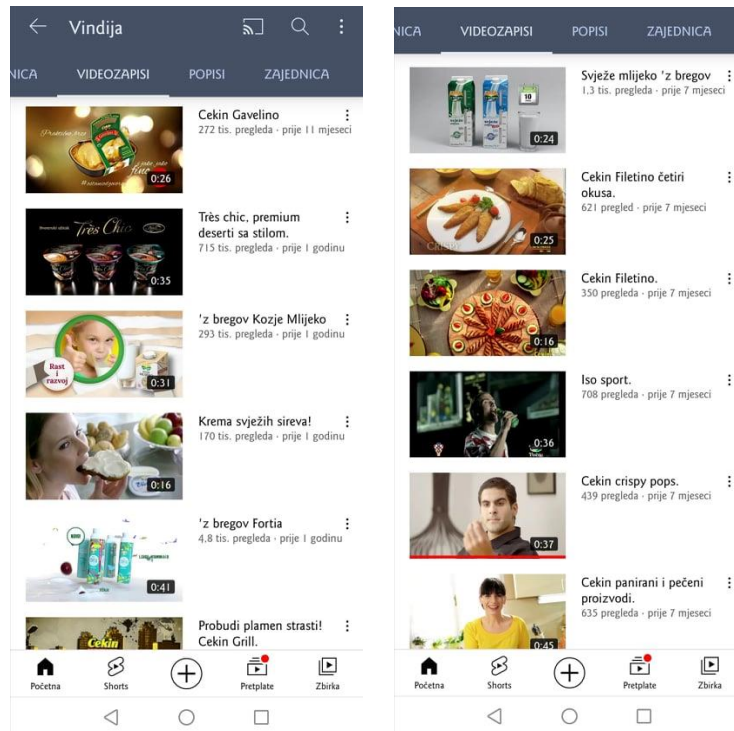 Vindija
NICA VIDEOZAPISI POPISI ZAJEDNICA
Cekin Gavelino
272 tis. pregleda · prije 11 mjeseci
0:26
Très chic, premium
deserti sa stilom.
715 tis. pregleda · prije 1 godinu
Très Chic
0:35
'z bregov Kozje Mlijeko
293 tis. pregleda · prije 1 godinu
Rast
i
razvoj
0:31
Krema svježih sireva!
170 tis. pregleda · prije 1 godinu
0:16
'z bregov Fortia
4,8 tis. pregleda · prije 1 godinu
0:41
Probudi plamen strasti!
Cekin Grill.
Cekin
Početna Shorts Pretplate Zbirka
NICA VIDEOZAPISI POPISI ZAJEDNICA
Svježe mlijeko 'z bregov
1.3 tis. pregleda · prije 7 mjeseci
10
0:24
Cekin Filetino četiri
okusa.
621 pregled · prije 7 mjeseci
0:25
Cekin Filetino.
350 pregleda · prije 7 mjeseci
0:16
Iso sport.
708 pregleda · prije 7 mjeseci
0:36
Cekin crispy pops.
439 pregleda · prije 7 mjeseci
0:37
Cekin panirani i pečeni
proizvodi.
635 pregleda · prije 7 mjeseci
0:45
Početna Shorts Pretplate Zbirka